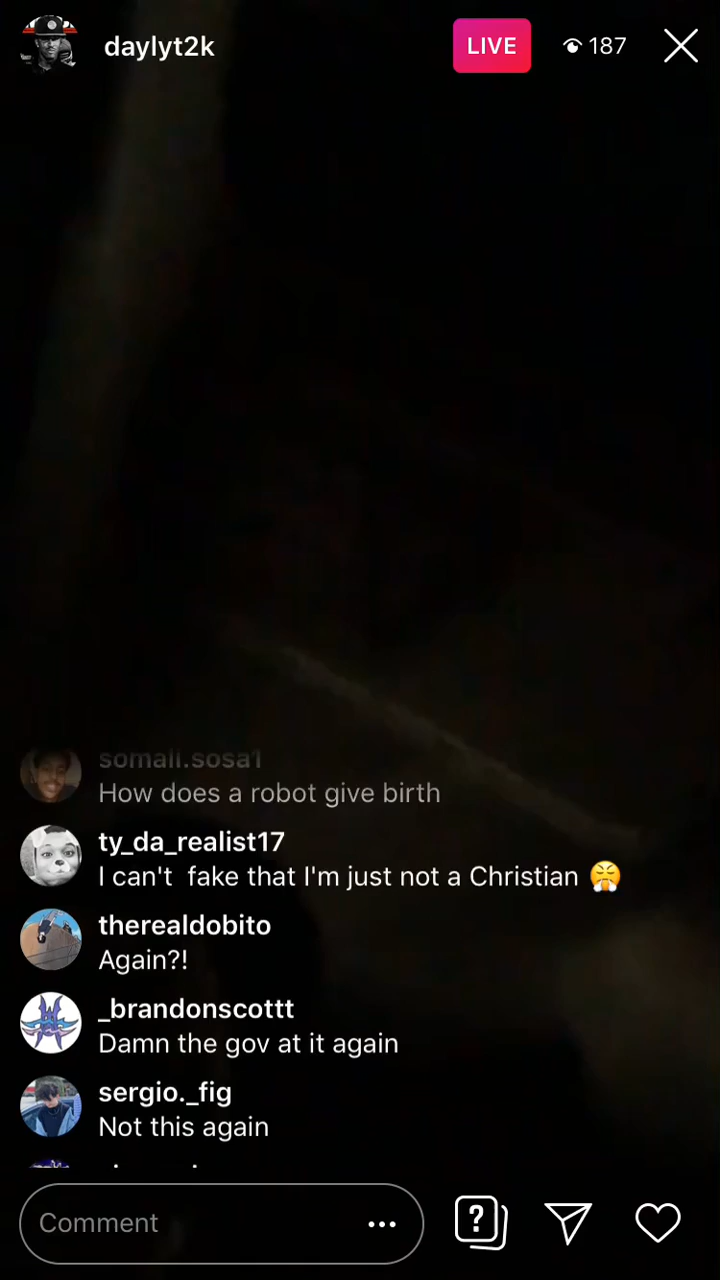 daylyt2k
LIVE
187
somali.sosa1
How does a robot give birth
ty_da_realist17
I can't  fake that I'm just not a Christian 😤
therealdobito
Again?!
_brandonscottt
Damn the gov at it again
sergio._fig
Not this again
Comment